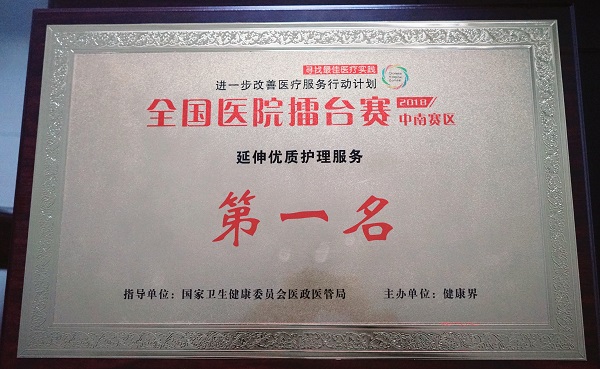 寻找最佳医疗实践
进一步改善医疗服务行动计划
全国医院擂台赛 2018/ 中南赛区
延伸优质护理服务
第一名
指导单位：国家卫生健康委员会医政医管局 主办单位：健康界